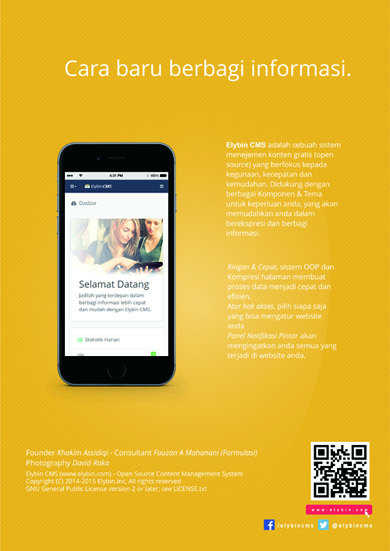 Cara baru berbagi informasi.
Elybin CMS adalah sebuah sistem
menejemen konten gratis (open
source) yang berfokus kepada
kegunaan, kecepatan dan
kemudahan. Didukung dengan
berbagai Komponen & Tema
untuk keperluan anda, yang akan
memudahkan anda dalam
berekspresi dan berbagi
informasi.
4:21 PM
Elybin CMS
Dasbor
Selamat Datang
Jadilah yang terdepan dalam
berbagi informasi lebih cepat
dan mudah dengan Elybin CMS.
Statistik Harian
Ringan & Cepat, sistem OOP dan
Kompresi halaman membuat
proses data menjadi cepat dan
efisien.
Atur hak akses, pilih siapa saja
yang bisa mengatur website
anda
Panel Notifikasi Pintar akan
mengingatkan anda semua yang
terjadi di website anda.
Founder Khakim Assidiqi - Consultant Fauzan A Mahanani (Formulasi)
Photography David Raka
Elybin CMS (www.elybin.com) - Open Source Content Management System
Copyright (C) 2014-2015 Elybin.Inc, All rights reserved
GNU General Public License version 2 or later; see LICENSE.txt
www.elybin.com
/elybincms @elybincms